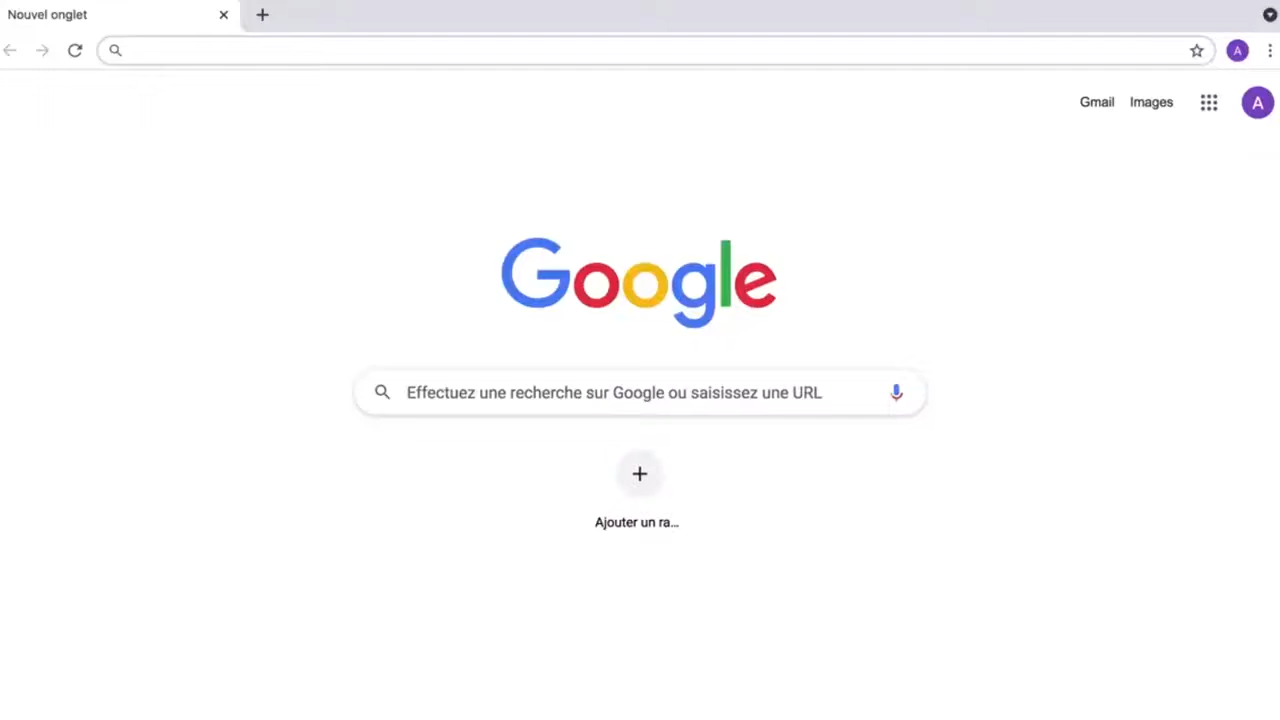 Nouvel onglet
A
Gmail Images
A
Google
Effectuez une recherche sur Google ou saisissez une URL
Ajouter un ra...